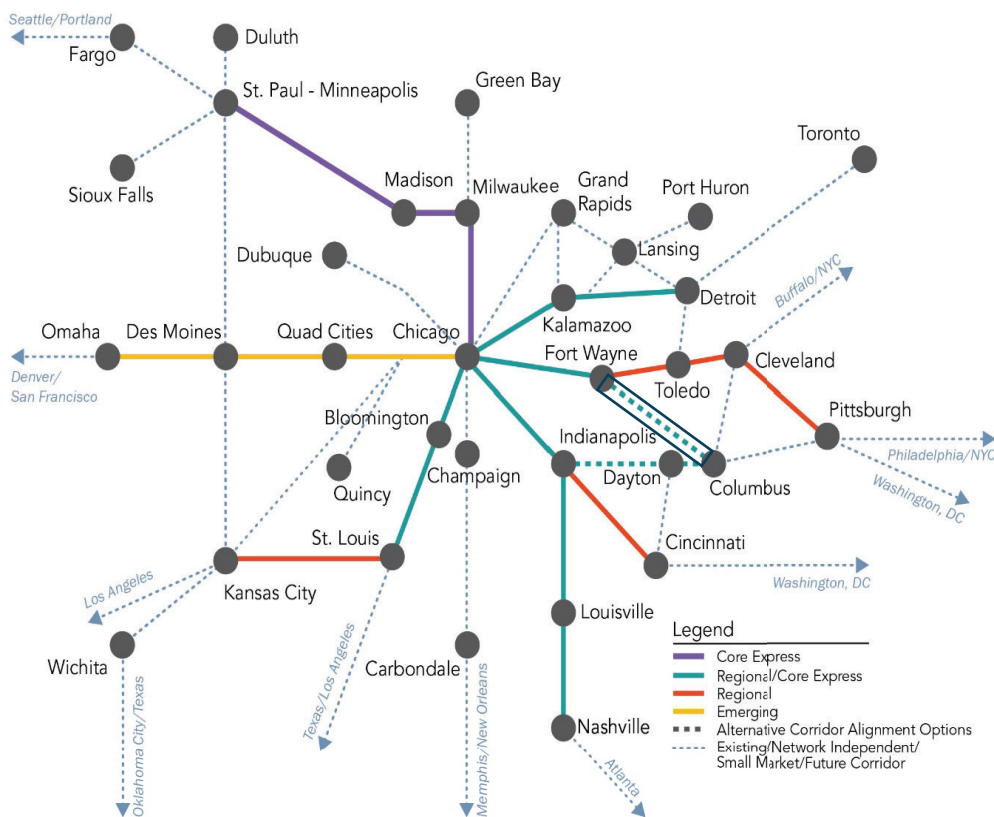 Seattle/Portland
Fargo
Duluth
St. Paul - Minneapolis
Green Bay
Toronto
Sioux Falls
Madison
Milwaukee
Grand
Rapids
Port Huron
Lansing
Dubuque
Detroit
Buffalo/NYC
Kalamazoo
Omaha
Des Moines
Quad Cities
Chicago
Fort Wayne
Toledo
Cleveland
Denver/
San Francisco
Bloomington
Pittsburgh
Indianapolis
Philadelphia/NYC
Quincy
Champaign
Dayton
Columbus
Washington, DC
St. Louis
Cincinnati
Los Angeles
Kansas City
Washington, DC
Louisville
Wichita
Texas/Los Angeles
Carbondale
Oklahoma City/Texas
Memphis/New Orleans
Nashville
Atlanta
Legend
Core Express
Regional/Core Express
Regional
Emerging
Alternative Corridor Alignment Options
Existing/Network Independent/
Small Market/Future Corridor